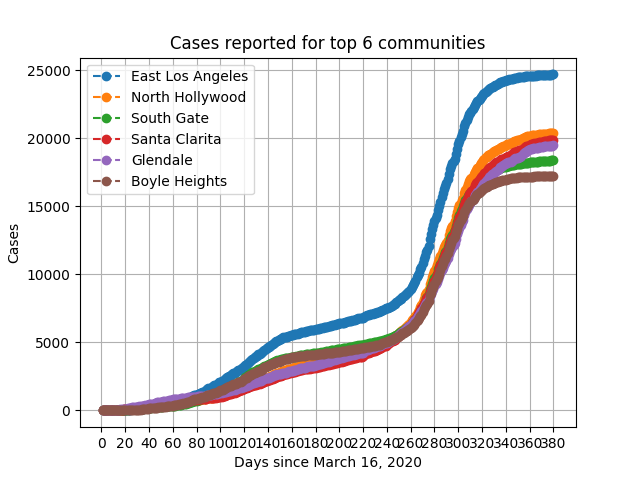 Cases reported for top 6 communities
East Los Angeles
North Hollywood
South Gate
Santa Clarita
Glendale
Boyle Heights
25000
20000
15000
10000
5000
0
Cases
0 20 40 60 80 100 120 140 160 180 200 220 240 260 280 300 320 340 360 380
Days since March 16, 2020